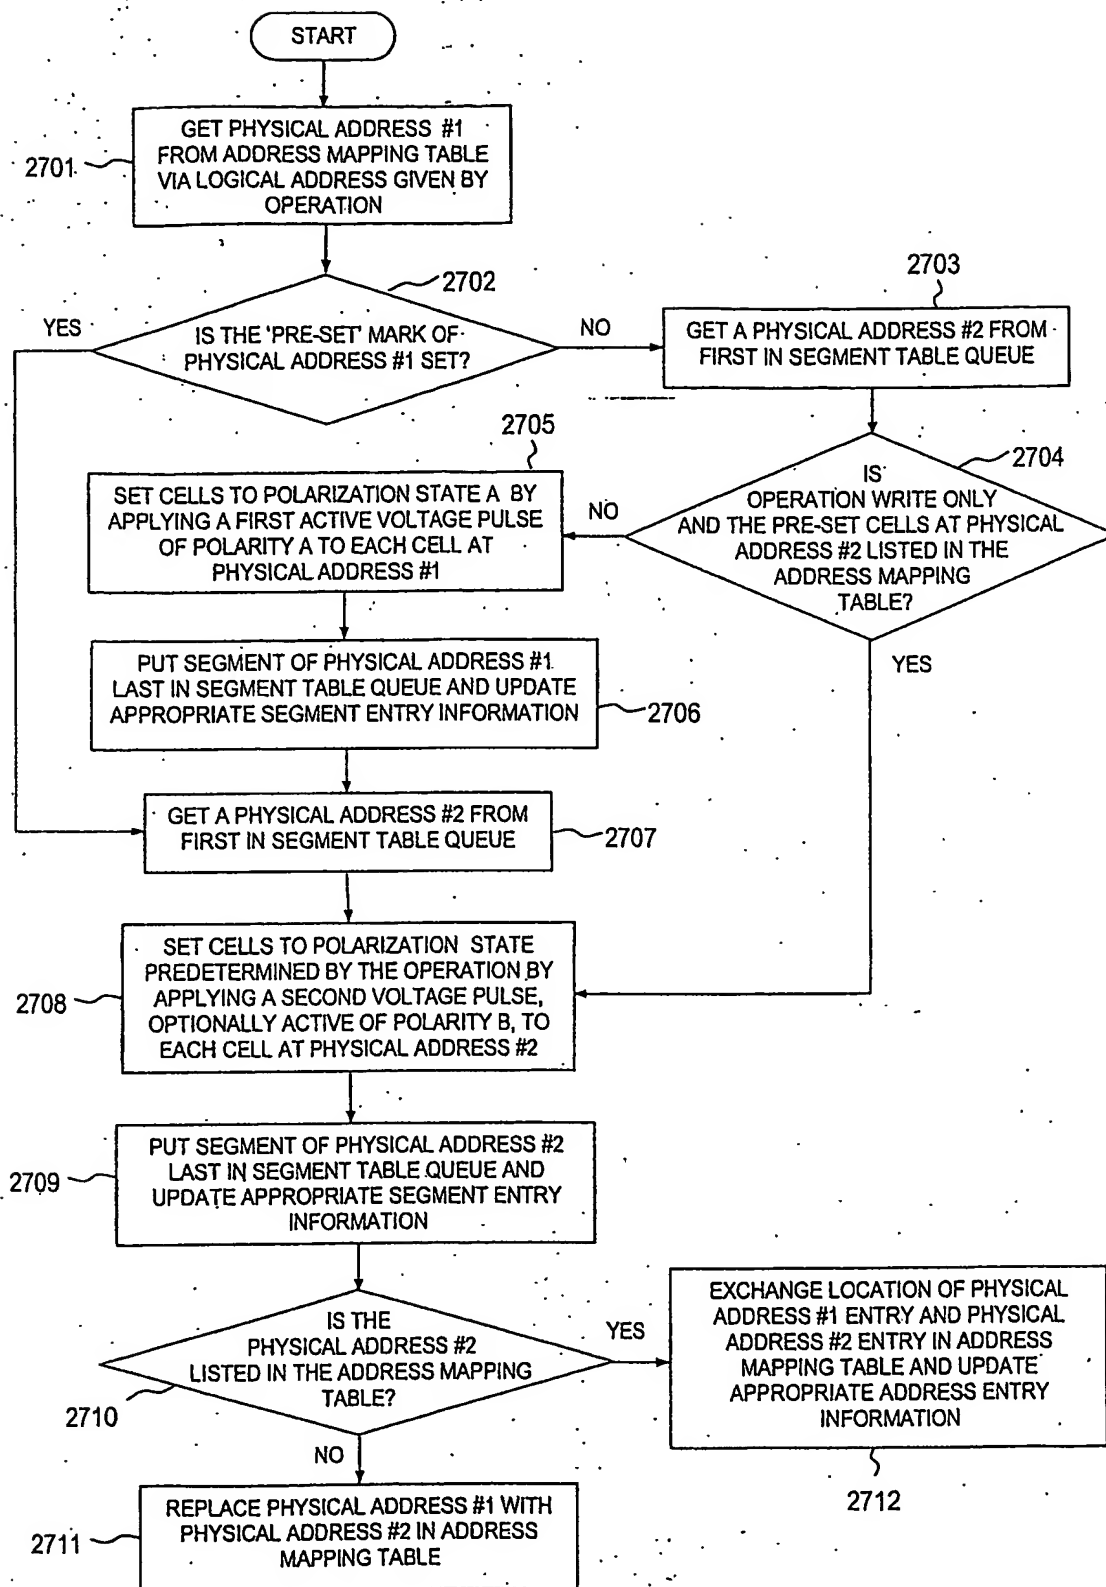 START
GET PHYSICAL ADDRESS #1
FROM ADDRESS MAPPING TABLE
VIA LOGICAL ADDRESS GIVEN BY
OPERATION
2701
2702
IS THE 'PRE-SET' MARK OF
PHYSICAL ADDRESS #1 SET?
YES
NO
2703
GET A PHYSICAL ADDRESS #2 FROM
FIRST IN SEGMENT TABLE QUEUE
2704
IS
OPERATION WRITE ONLY
AND THE PRE-SET CELLS AT PHYSICAL
ADDRESS #2 LISTED IN THE
ADDRESS MAPPING
TABLE?
NO
YES
2705
SET CELLS TO POLARIZATION STATE A BY
APPLYING A FIRST ACTIVE VOLTAGE PULSE
OF POLARITY A TO EACH CELL AT
PHYSICAL ADDRESS #1
PUT SEGMENT OF PHYSICAL ADDRESS #1
LAST IN SEGMENT TABLE QUEUE AND UPDATE
APPROPRIATE SEGMENT ENTRY INFORMATION
2706
GET A PHYSICAL ADDRESS #2 FROM
FIRST IN SEGMENT TABLE QUEUE
2707
SET CELLS TO POLARIZATION STATE
PREDETERMINED BY THE OPERATION BY
APPLYING A SECOND VOLTAGE PULSE,
OPTIONALLY ACTIVE OF POLARITY B, TO
EACH CELL AT PHYSICAL ADDRESS #2
2708
PUT SEGMENT OF PHYSICAL ADDRESS #2
LAST IN SEGMENT TABLE QUEUE AND
UPDATE APPROPRIATE SEGMENT ENTRY
INFORMATION
2709
IS THE
PHYSICAL ADDRESS #2
LISTED IN THE ADDRESS MAPPING
TABLE?
2710
YES
NO
EXCHANGE LOCATION OF PHYSICAL
ADDRESS #1 ENTRY AND PHYSICAL
ADDRESS #2 ENTRY IN ADDRESS
MAPPING TABLE AND UPDATE
APPROPRIATE ADDRESS ENTRY
INFORMATION
2712
REPLACE PHYSICAL ADDRESS #1 WITH
PHYSICAL ADDRESS #2 IN ADDRESS
MAPPING TABLE
2711